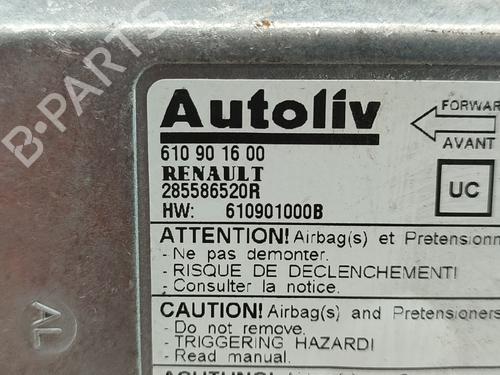 B-PARTS
Autoliv
FORWAR
AVANT
610 90 16 00
RENAULT
285586520R
HW: 610901000B
UC
ATTENTION! Airbag(s) et Pretensionn
- Ne pas demonter.
- RISQUE DE DECLENCHEMENT!
- Consulter la notice.
CAUTION! Airbag(s) and Pretensioners
- Do not remove.
- TRIGGERING HAZARD!
- Read manual.
AL